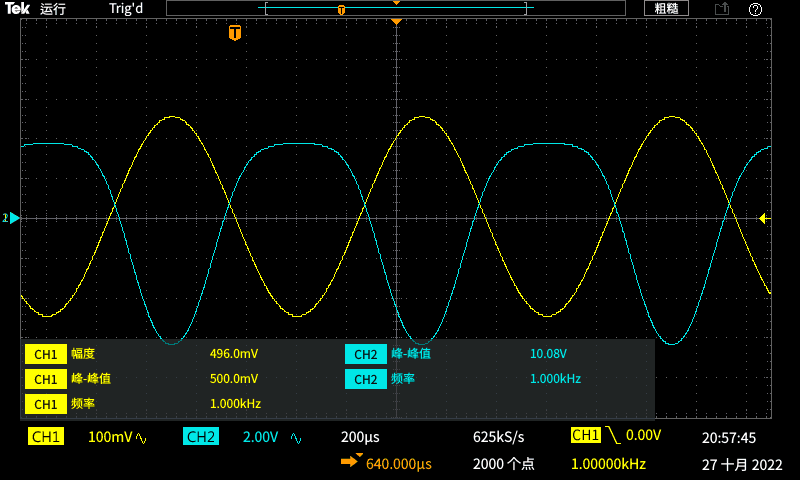 Tek 运行 Trig'd T 粗糙
T
2
CH1 幅度 496.0mV CH2 峰-峰值 10.08V
CH1 峰-峰值 500.0mV CH2 频率 1.000kHz
CH1 频率 1.000kHz
CH1 100mV CH2 2.00V 200µs 625kS/s CH1 0.00V 20:57:45
640.000µs 2000 个点 1.00000kHz 27 十月 2022